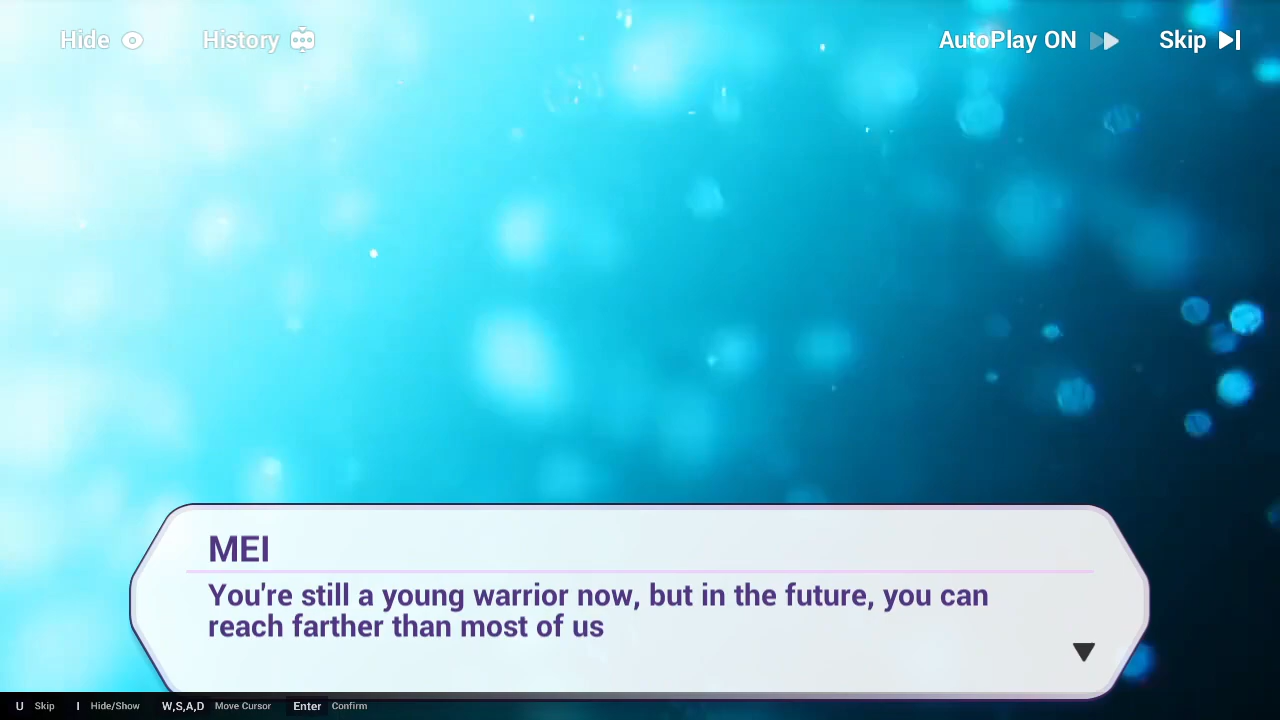 Hide
History
AutoPlay ON
Skip
MEI
You're still a young warrior now, but in the future, you can
reach farther than most of us
U Skip I Hide/Show W,S,A,D Move Cursor Enter Confirm